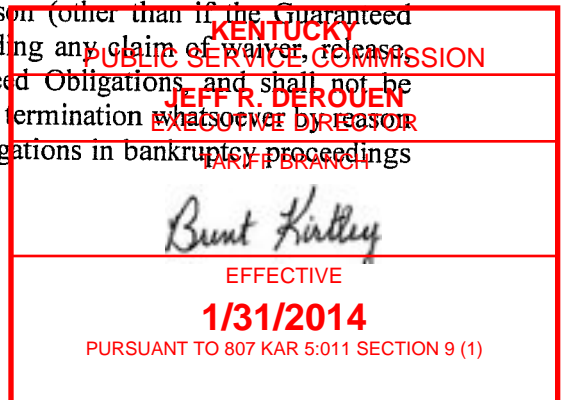 son (other than if the Guaranteed
KENTUCKY
ding any claim of waiver, release,
PUBLIC SERVICE COMMISSION
ed Obligations, and shall not be
JEFF R. DEROUEN
termination whatsoever by reason
EXECUTIVE DIRECTOR
gations in bankruptcy proceedings
TARIFF BRANCH
Brent Kirtley
EFFECTIVE
1/31/2014
PURSUANT TO 807 KAR 5:011 SECTION 9 (1)